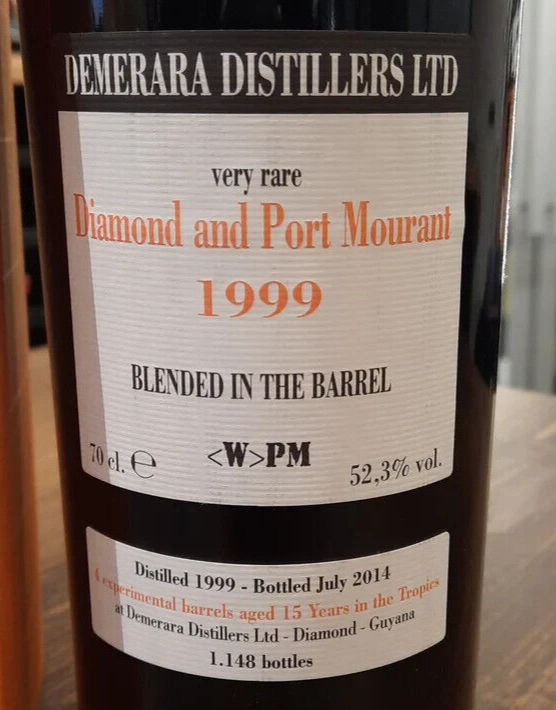 DEMERARA DISTILLERS LTD
very rare
Diamond and Port Mourant
1999
BLENDED IN THE BARREL
70 cl. ℮ <W>PM 52,3% vol.
Distilled 1999 - Bottled July 2014
6 experimental barrels aged 15 Years in the Tropics
at Demerara Distillers Ltd - Diamond - Guyana
1.148 bottles